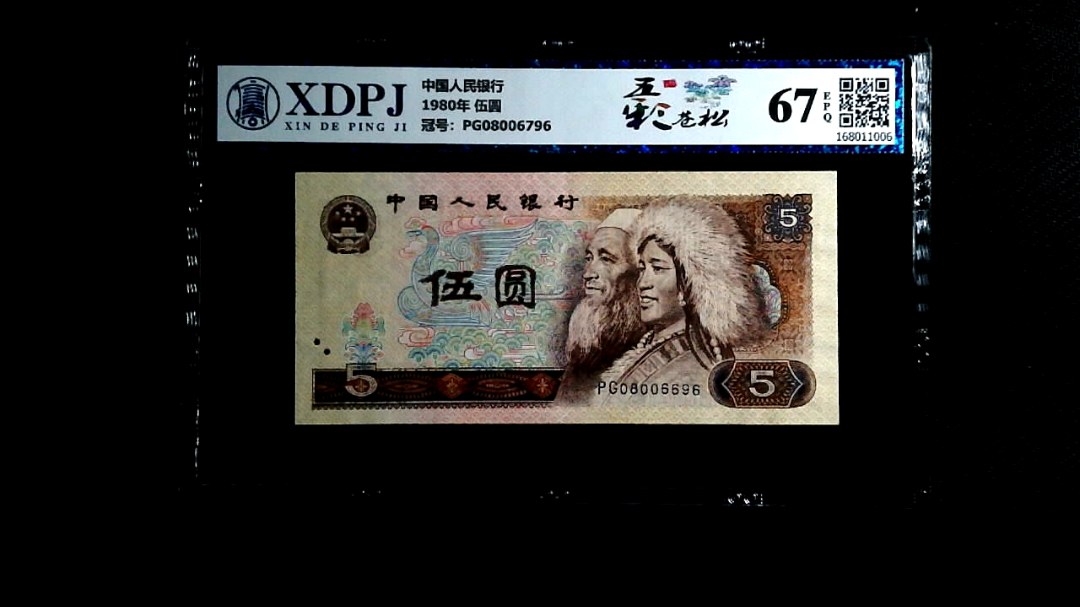 XDPJ
XIN DE PING JI
中国人民银行
1980年 伍圆
冠号：PG08006796
五彩苍松
67
EPQ
168011006
中国人民银行
5
伍圆
5
PG08006696
5